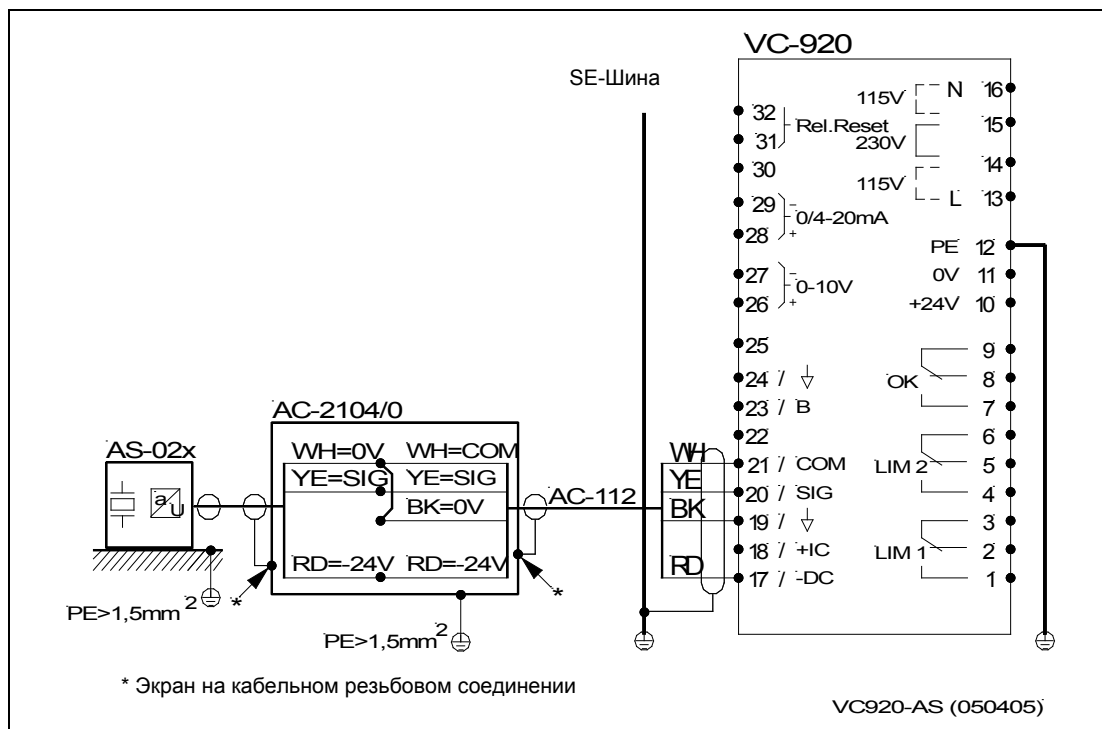 VC-920
SE-Шина
32
31
Rel.Reset
30
29 -
28 +
0/4-20mA
27 -
26 +
0-10V
25
24 /
23 / B
22
21 / COM
20 / SIG
19 /
18 / +IC
17 / -DC
115V
N
16
230V
15
14
115V
L
13
PE 12
0V 11
+24V 10
9
OK
8
7
6
LIM 2
5
4
3
LIM 1
2
1
AS-02x
a
U
PE>1,5mm 2
*
AC-2104/0
WH=0V WH=COM
YE=SIG YE=SIG
BK=0V
RD=-24V RD=-24V
*
PE>1,5mm 2
AC-112
WH
YE
BK
RD
* Экран на кабельном резьбовом соединении
VC920-AS (050405)